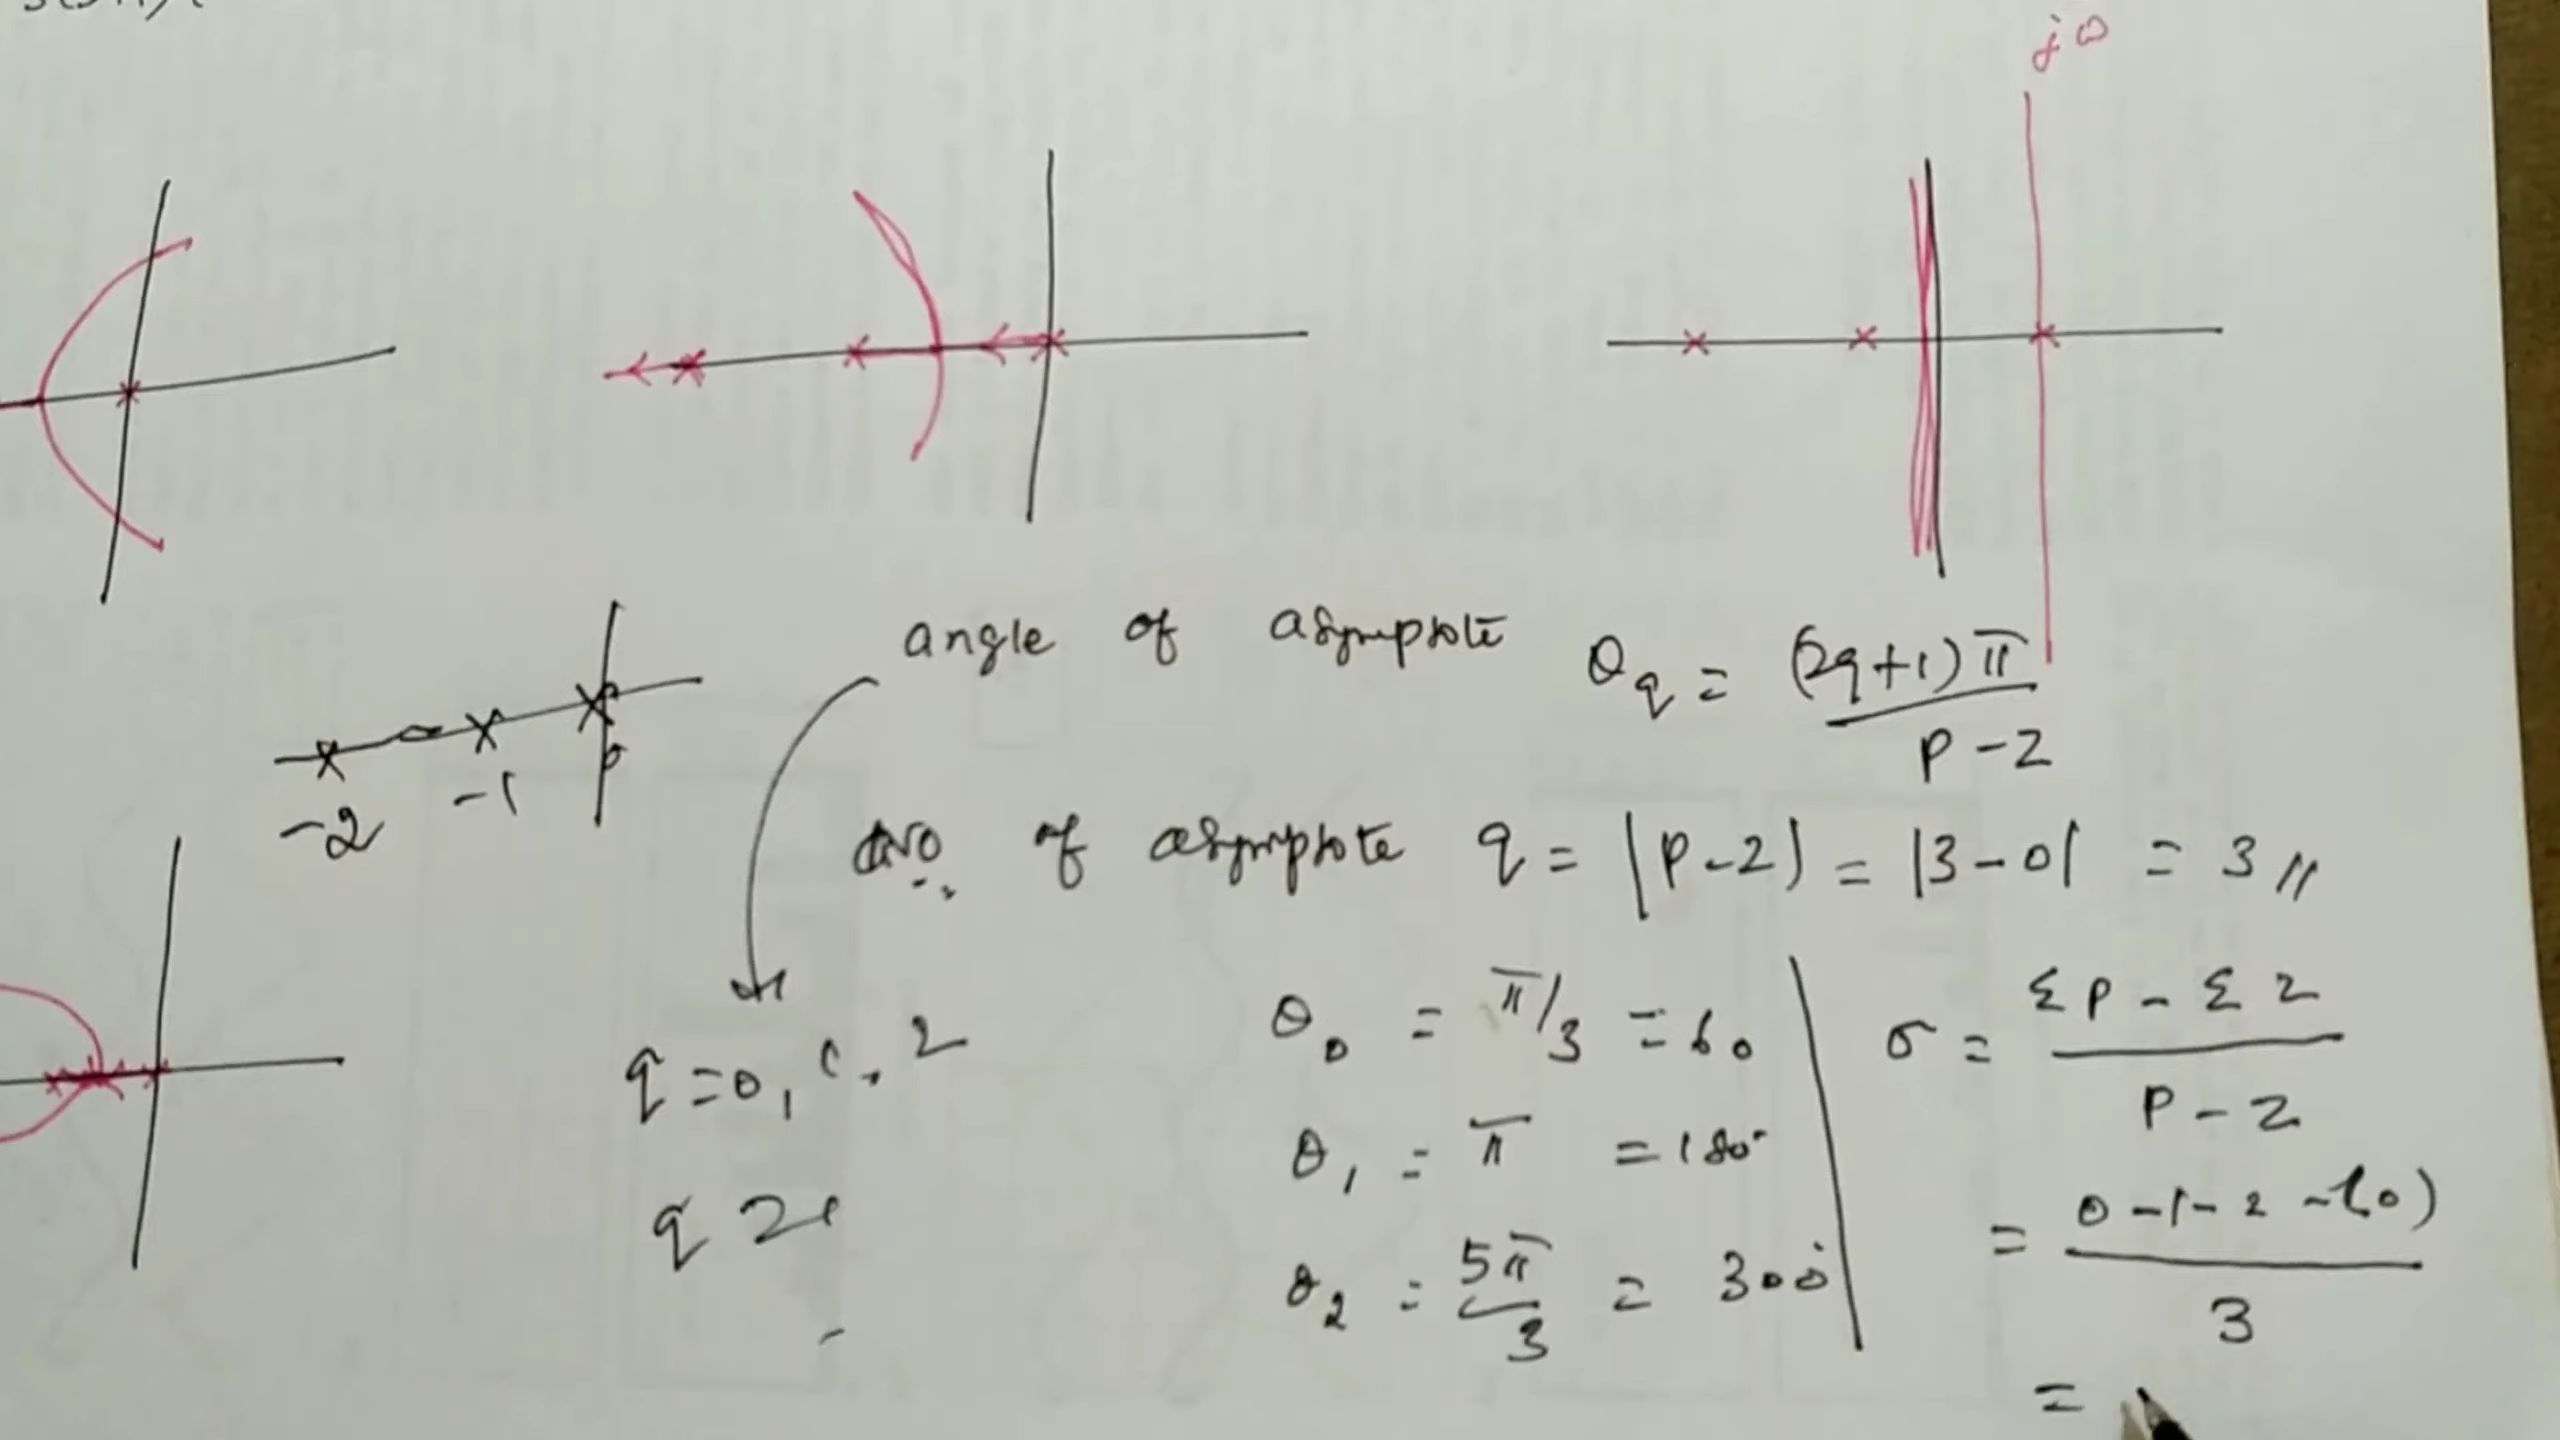 jω
angle of asymptote θq = (2q+1)π / P-Z
-2 -1 0
No. of asymptote q = |P-Z| = |3-0| = 3 //
q = 0, 1, 2
θ0 = π/3 = 60
σ = ΣP - ΣZ / P-Z
θ1 = π = 180°
= 0-1-2-(0) / 3
θ2 = 5π/3 = 300°
=